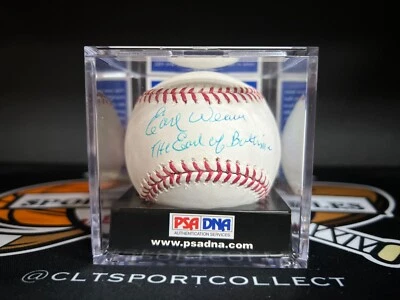 Earl Weaver
The Earl of Baltimore
PSA DNA
AUTHENTICATION SERVICES
www.psadna.com
@CLTSPORTCOLLECT